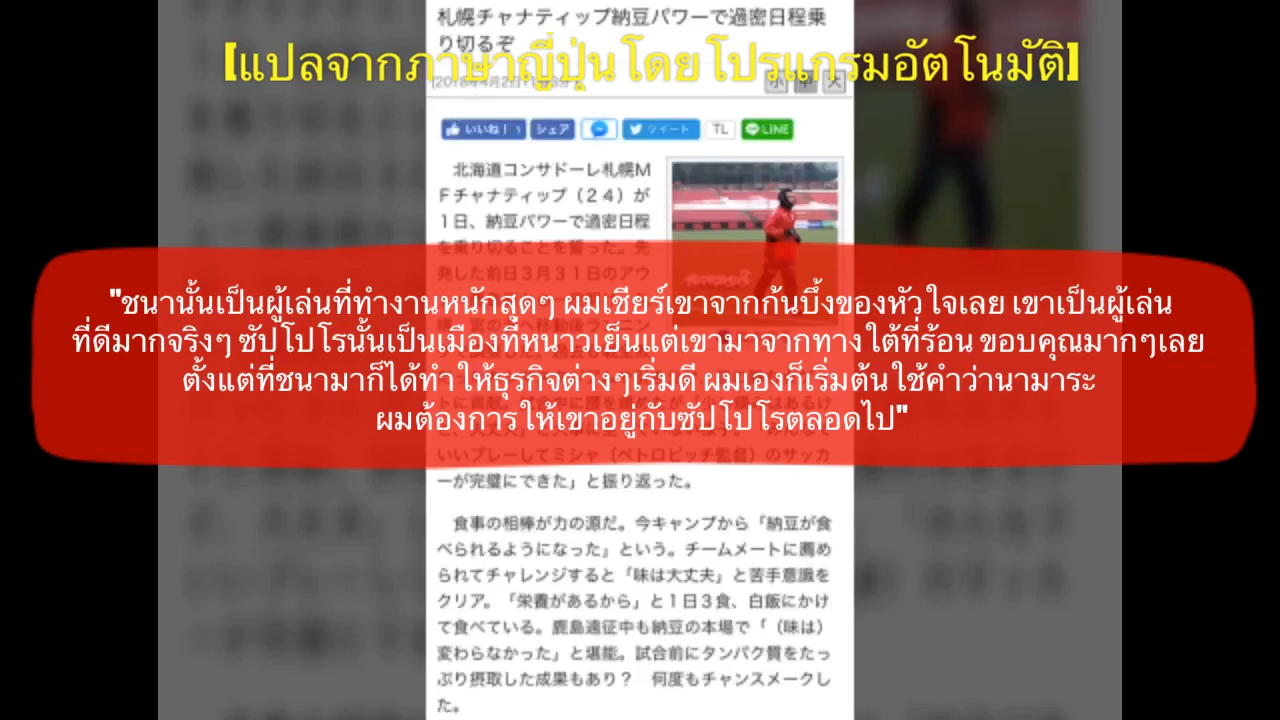 札幌チャナティップ納豆パワーで過密日程乗
り切るぞ
[แปลจากภาษาญี่ปุ่นโดยโปรแกรมอัตโนมัติ]
小 中 大
いいね！ 1 シェア ツイート TL LINE
北海道コンサドーレ札幌M
Fチャナティップ（２４）が
１日、納豆パワーで過密日程
を乗り切ることを誓った。先
発した前日３月３１日のアウ
"ชนานั้นเป็นผู้เล่นที่ทำงานหนักสุดๆ ผมเชียร์เขาจากก้นบึ้งของหัวใจเลย เขาเป็นผู้เล่น
ที่ดีมากจริงๆ ซัปโปโรนั้นเป็นเมืองที่หนาวเย็นแต่เขามาจากทางใต้ที่ร้อน ขอบคุณมากๆเลย
ตั้งแต่ที่ชนามาก็ได้ทำให้ธุรกิจต่างๆเริ่มดี ผมเองก็เริ่มต้นใช้คำว่านามาระ
ผมต้องการให้เขาอยู่กับซัปโปโรตลอดไป"
いいプレーしてミシャ（ペトロビッチ監督）のサッカ
ーが完璧にできた」と振り返った。
食事の相棒が力の源だ。今キャンプから「納豆が食
べられるようになった」という。チームメートに薦め
られてチャレンジすると「味は大丈夫」と苦手意識を
クリア。「栄養があるから」と１日３食、白飯にかけ
て食べている。鹿島遠征中も納豆の本場で「（味は）
変わらなかった」と堪能。試合前にタンパク質をたっ
ぷり摂取した成果もあり？　何度もチャンスメークし
た。